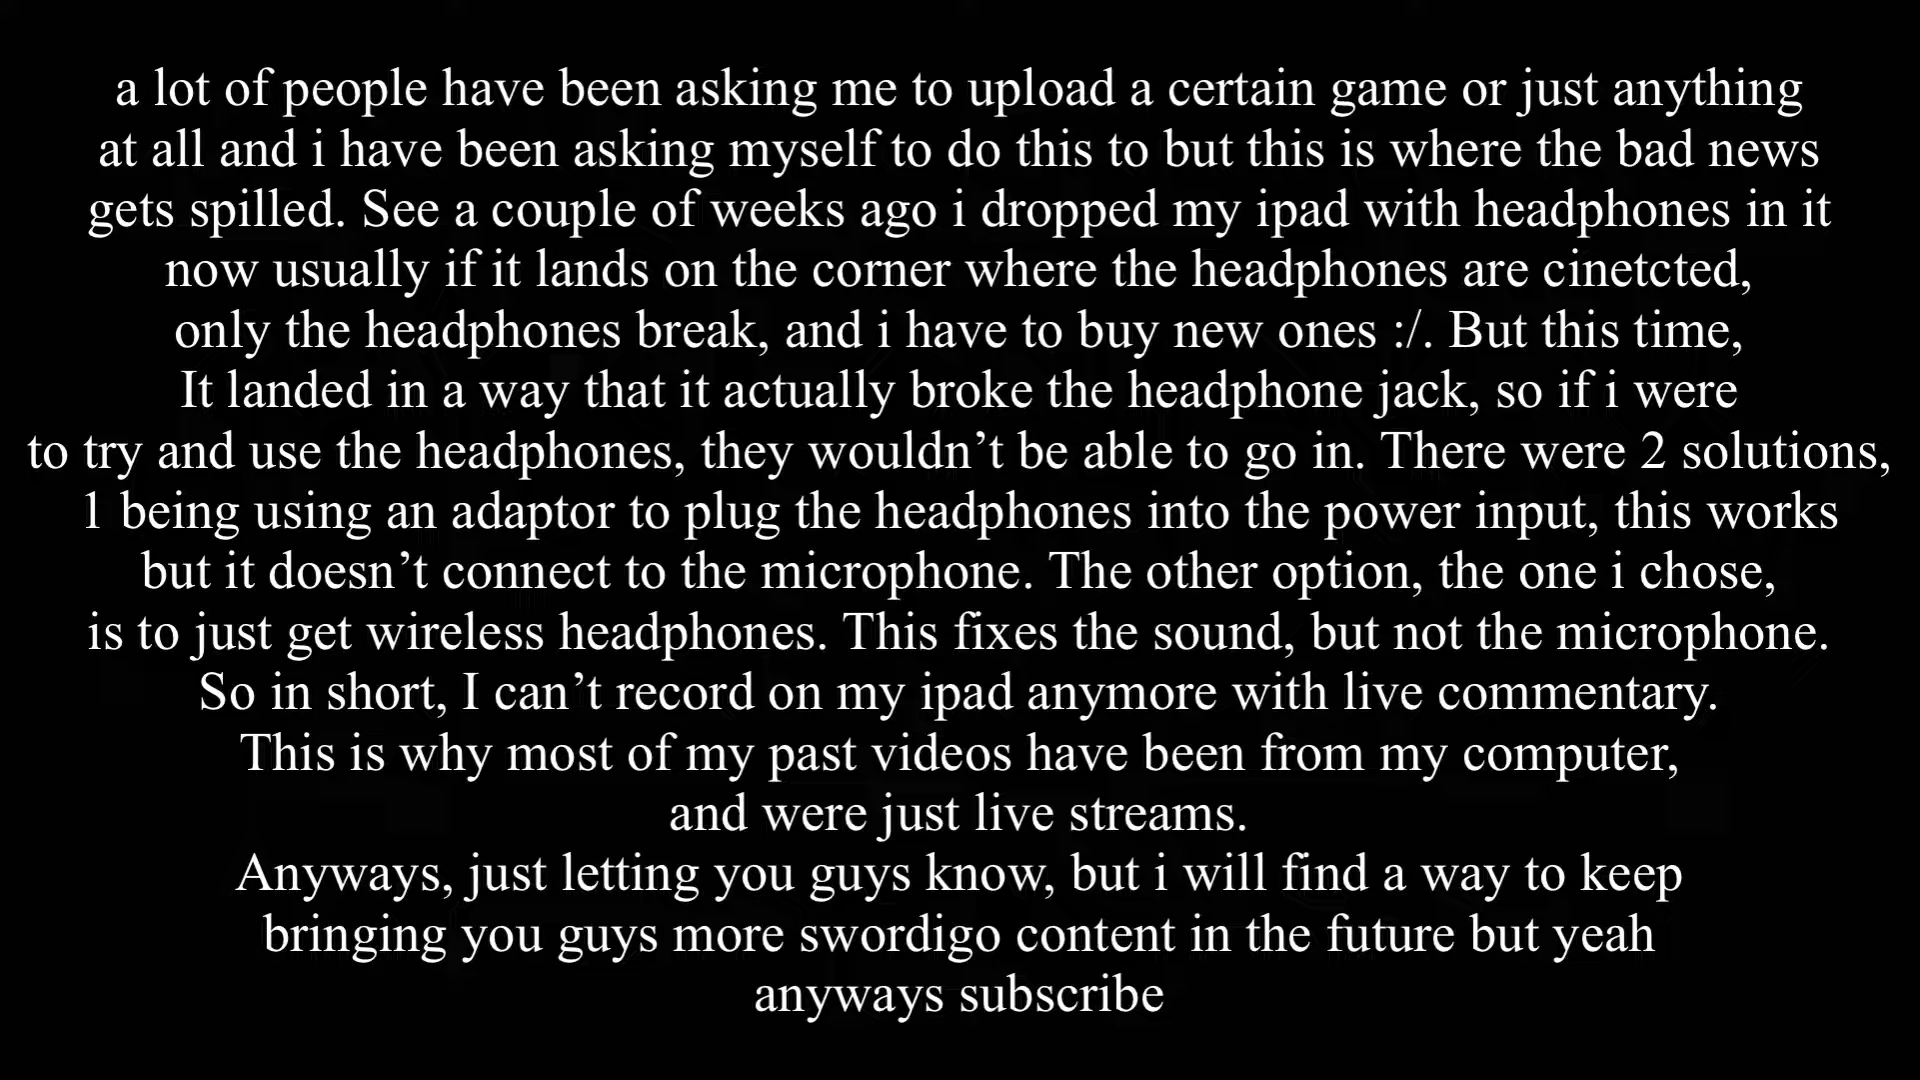 a lot of people have been asking me to upload a certain game or just anything
at all and i have been asking myself to do this to but this is where the bad news
gets spilled. See a couple of weeks ago i dropped my ipad with headphones in it
now usually if it lands on the corner where the headphones are cinetcted,
only the headphones break, and i have to buy new ones :/. But this time,
It landed in a way that it actually broke the headphone jack, so if i were
to try and use the headphones, they wouldn’t be able to go in. There were 2 solutions,
1 being using an adaptor to plug the headphones into the power input, this works
but it doesn’t connect to the microphone. The other option, the one i chose,
is to just get wireless headphones. This fixes the sound, but not the microphone.
So in short, I can’t record on my ipad anymore with live commentary.
This is why most of my past videos have been from my computer,
and were just live streams.
Anyways, just letting you guys know, but i will find a way to keep
bringing you guys more swordigo content in the future but yeah
anyways subscribe